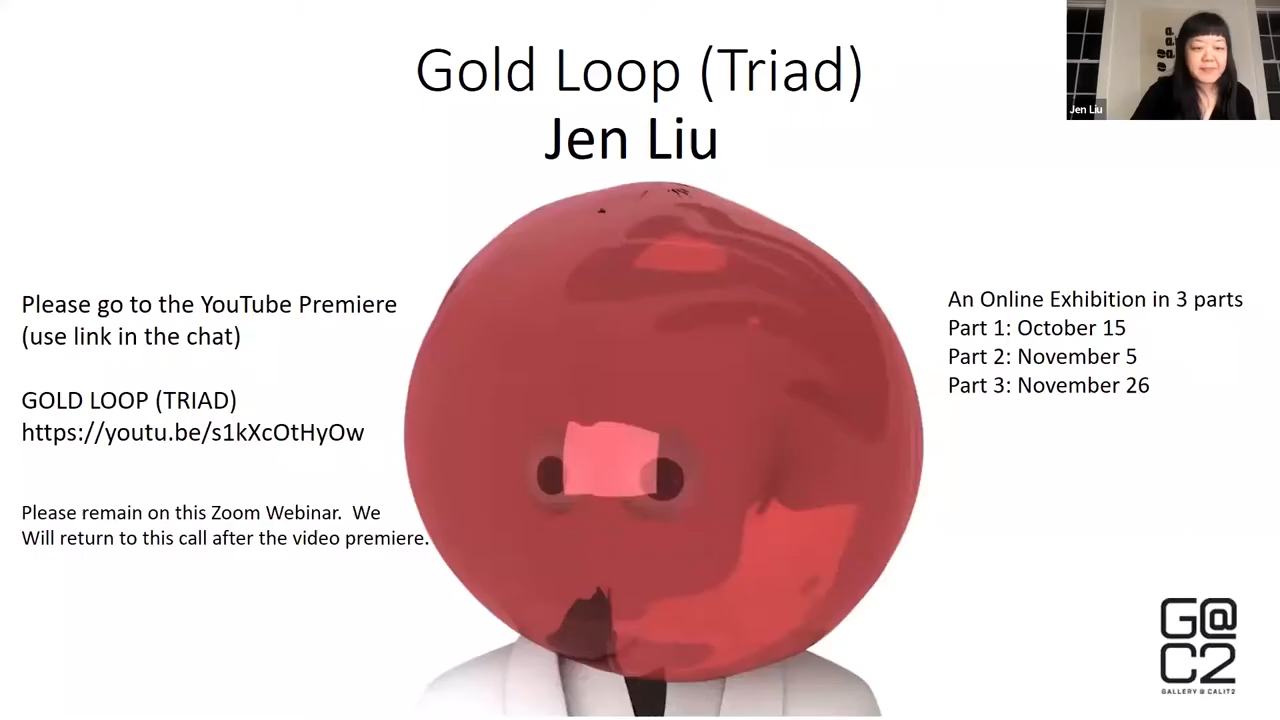 Gold Loop (Triad)
Jen Liu
Jen Liu
Please go to the YouTube Premiere
(use link in the chat)
GOLD LOOP (TRIAD)
https://youtu.be/s1kXcOtHyOw
Please remain on this Zoom Webinar.  We
Will return to this call after the video premiere.
An Online Exhibition in 3 parts
Part 1: October 15
Part 2: November 5
Part 3: November 26
G@
C2
GALLERY @ CALIT2